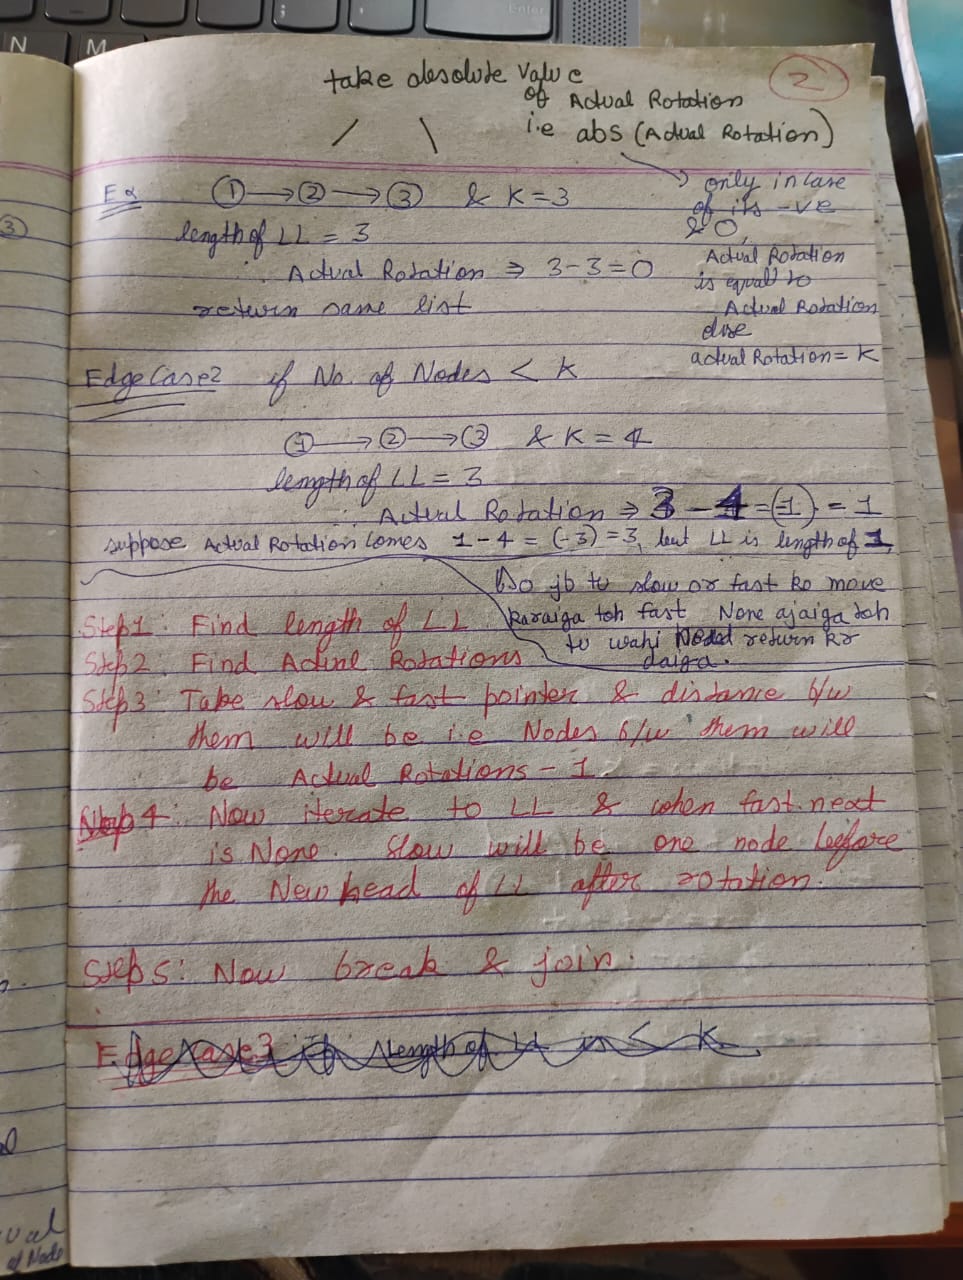 take absolute value
of Actual Rotation
i.e abs (Actual Rotation)
2
only in case
of its -ve
& 0,
Actual Rotation
is equal to
Actual Rotation
else
actual Rotation = K
Ex 1 → 2 → 3 & K = 3
length of LL = 3
∴ Actual Rotation ⇒ 3-3=0
return same list
Edge Case2 if No. of Nodes < K
1 → 2 → 3 & K = 4
length of LL = 3
∴ Actual Rotation ⇒ 3 - 4 = (-1) = 1
suppose Actual Rotation Comes 1-4 = (-3) = 3, but LL is length of 1,
So jb tu slow or fast ko move
karaiga toh fast None ajaiga toh
tu wahi Head return kr
daiga.
Step1: Find length of LL
Step2: Find Actual Rotations
Step3: Take slow & fast pointer & distance b/w
them will be i.e Nodes b/w them will
be Actual Rotations - 1.
Step 4: Now iterate to LL & when fast.next
is None. Slow will be one node before
the New head of LL after rotation.
Step5: Now break & join.
Edge Case3 if length of LL is < K
3
N
M
Enter
of Node